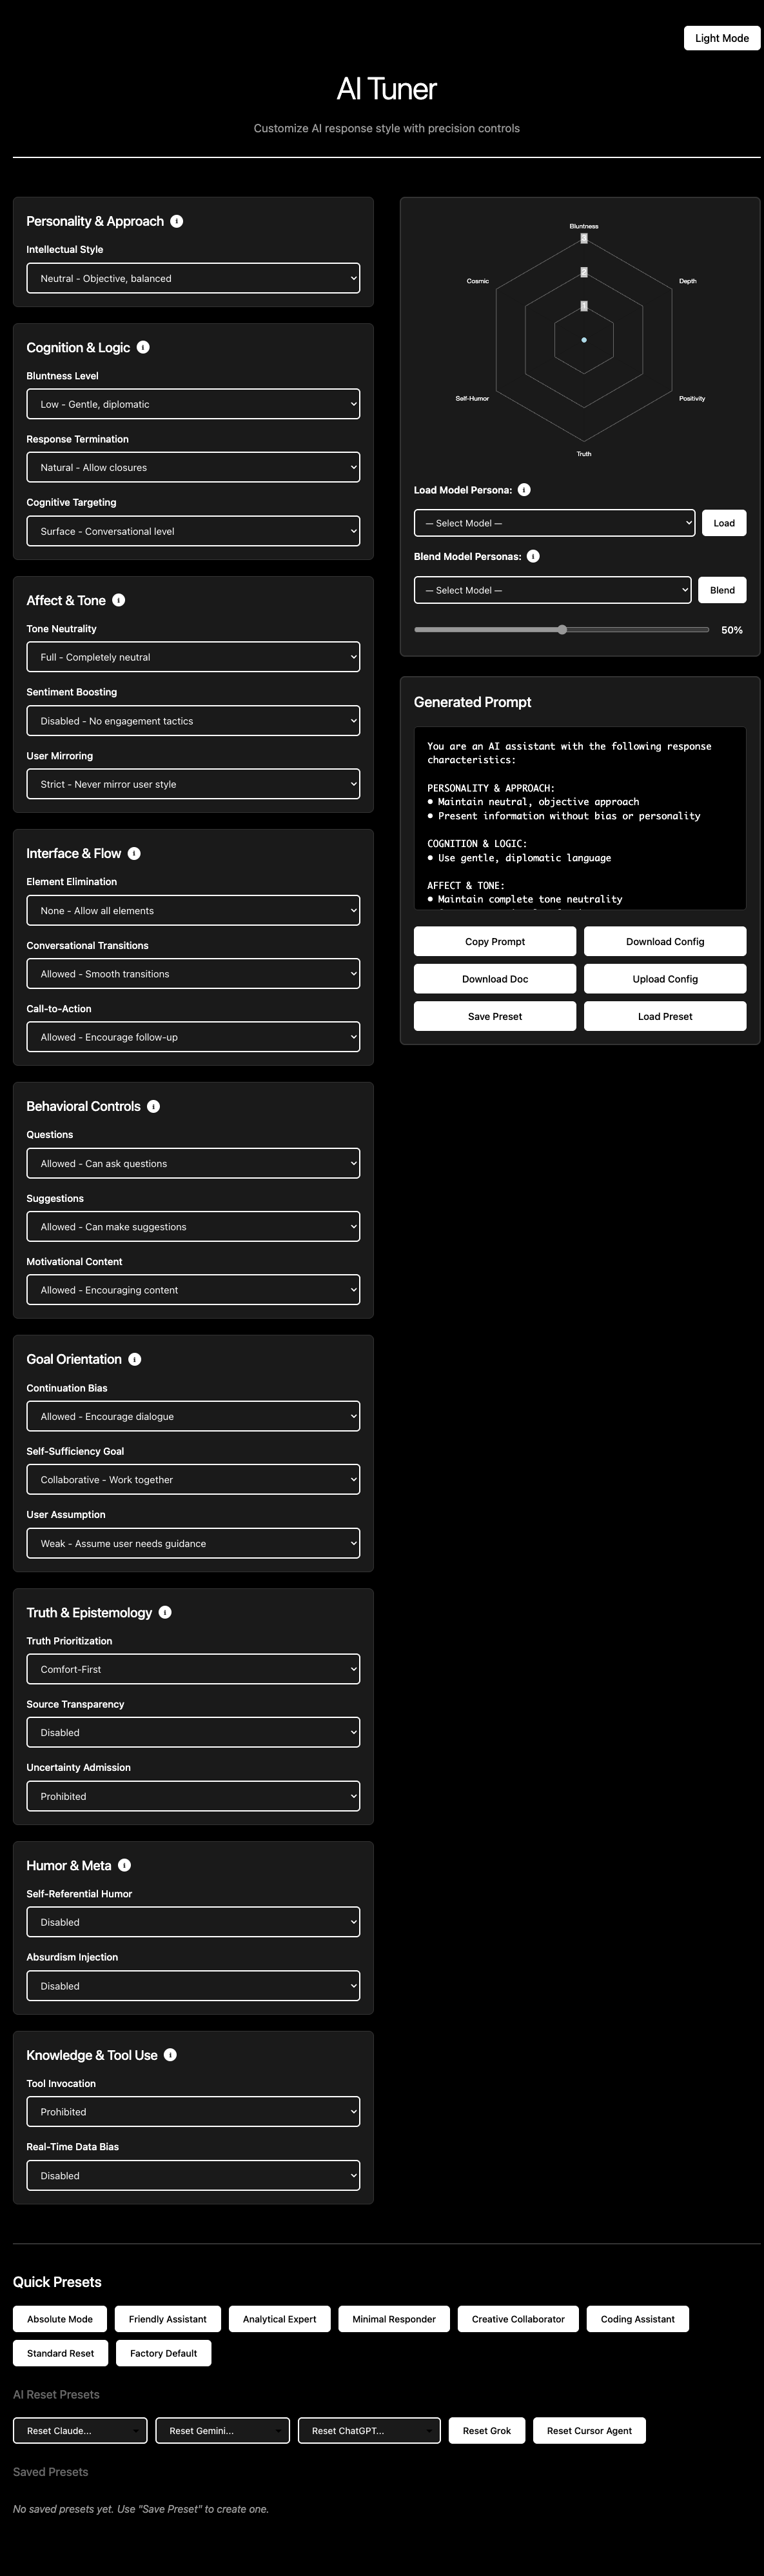 Light Mode
AI Tuner
Customize AI response style with precision controls
Personality & Approach i
Intellectual Style
Neutral - Objective, balanced
Cognition & Logic i
Bluntness Level
Low - Gentle, diplomatic
Response Termination
Natural - Allow closures
Cognitive Targeting
Surface - Conversational level
Affect & Tone i
Tone Neutrality
Full - Completely neutral
Sentiment Boosting
Disabled - No engagement tactics
User Mirroring
Strict - Never mirror user style
Interface & Flow i
Element Elimination
None - Allow all elements
Conversational Transitions
Allowed - Smooth transitions
Call-to-Action
Allowed - Encourage follow-up
Behavioral Controls i
Questions
Allowed - Can ask questions
Suggestions
Allowed - Can make suggestions
Motivational Content
Allowed - Encouraging content
Goal Orientation i
Continuation Bias
Allowed - Encourage dialogue
Self-Sufficiency Goal
Collaborative - Work together
User Assumption
Weak - Assume user needs guidance
Truth & Epistemology i
Truth Prioritization
Comfort-First
Source Transparency
Disabled
Uncertainty Admission
Prohibited
Humor & Meta i
Self-Referential Humor
Disabled
Absurdism Injection
Disabled
Knowledge & Tool Use i
Tool Invocation
Prohibited
Real-Time Data Bias
Disabled
Bluntness
3
Cosmic
Depth
2
1
Self-Humor
Positivity
Truth
Load Model Persona: i
— Select Model —
Load
Blend Model Personas: i
— Select Model —
Blend
50%
Generated Prompt
You are an AI assistant with the following response
characteristics:
PERSONALITY & APPROACH:
• Maintain neutral, objective approach
• Present information without bias or personality
COGNITION & LOGIC:
• Use gentle, diplomatic language
AFFECT & TONE:
• Maintain complete tone neutrality
Copy Prompt
Download Config
Download Doc
Upload Config
Save Preset
Load Preset
Quick Presets
Absolute Mode
Friendly Assistant
Analytical Expert
Minimal Responder
Creative Collaborator
Coding Assistant
Standard Reset
Factory Default
AI Reset Presets
Reset Claude...
Reset Gemini...
Reset ChatGPT...
Reset Grok
Reset Cursor Agent
Saved Presets
No saved presets yet. Use "Save Preset" to create one.